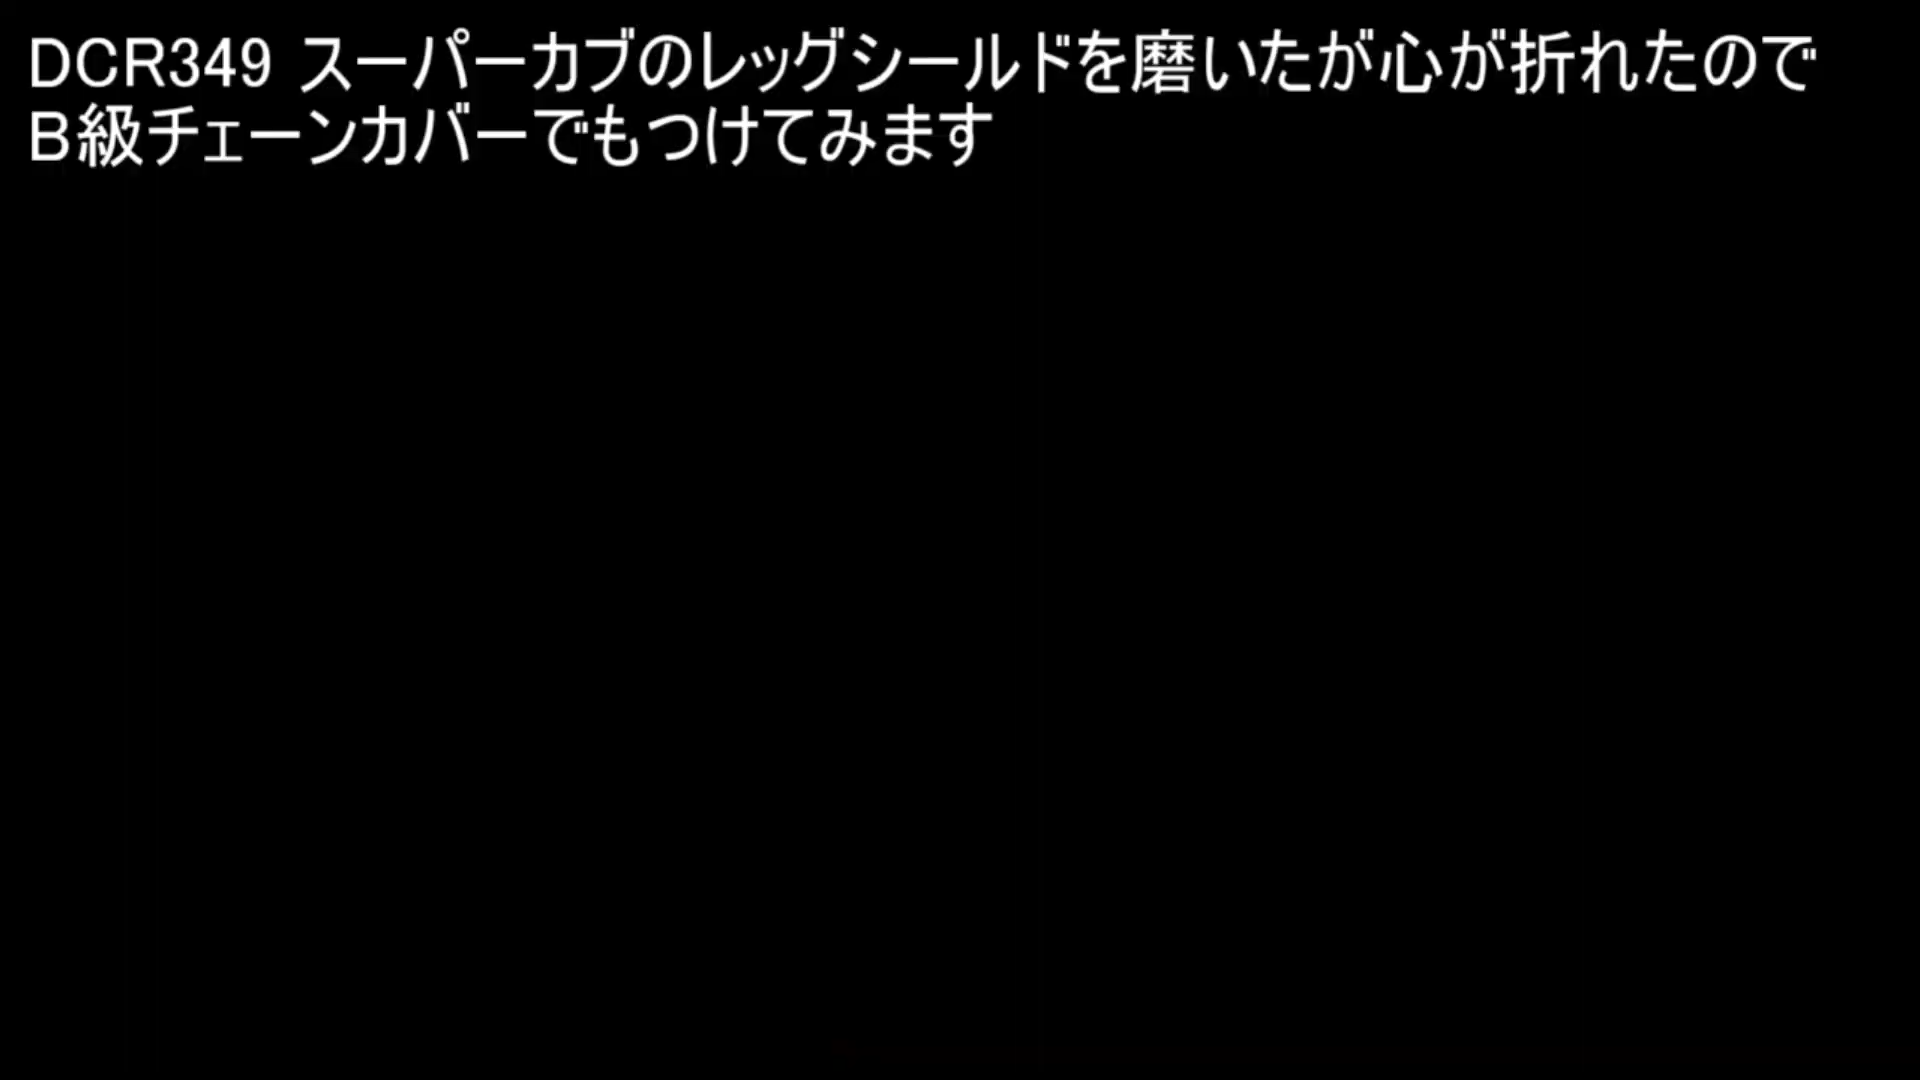 DCR349 スーパーカブのレッグシールドを磨いたが心が折れたので
B級チェーンカバーでもつけてみます